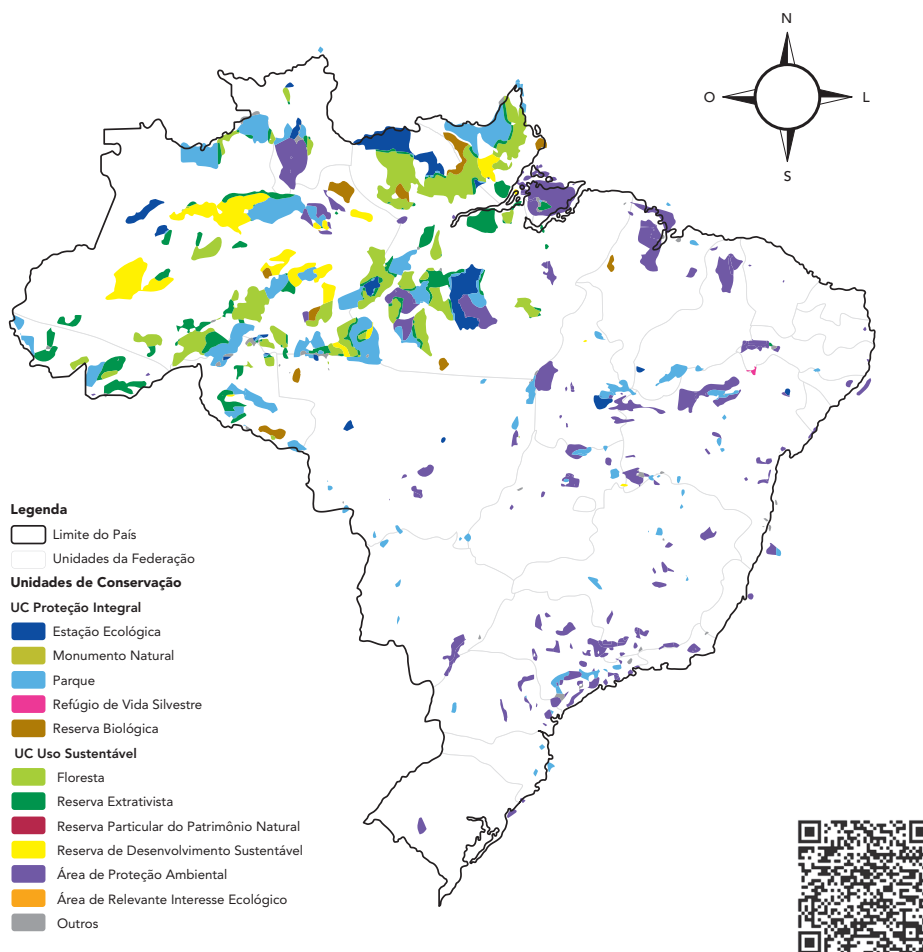 N
O
L
S
Legenda
Limite do País
Unidades da Federação
Unidades de Conservação
UC Proteção Integral
Estação Ecológica
Monumento Natural
Parque
Refúgio de Vida Silvestre
Reserva Biológica
UC Uso Sustentável
Floresta
Reserva Extrativista
Reserva Particular do Patrimônio Natural
Reserva de Desenvolvimento Sustentável
Área de Proteção Ambiental
Área de Relevante Interesse Ecológico
Outros